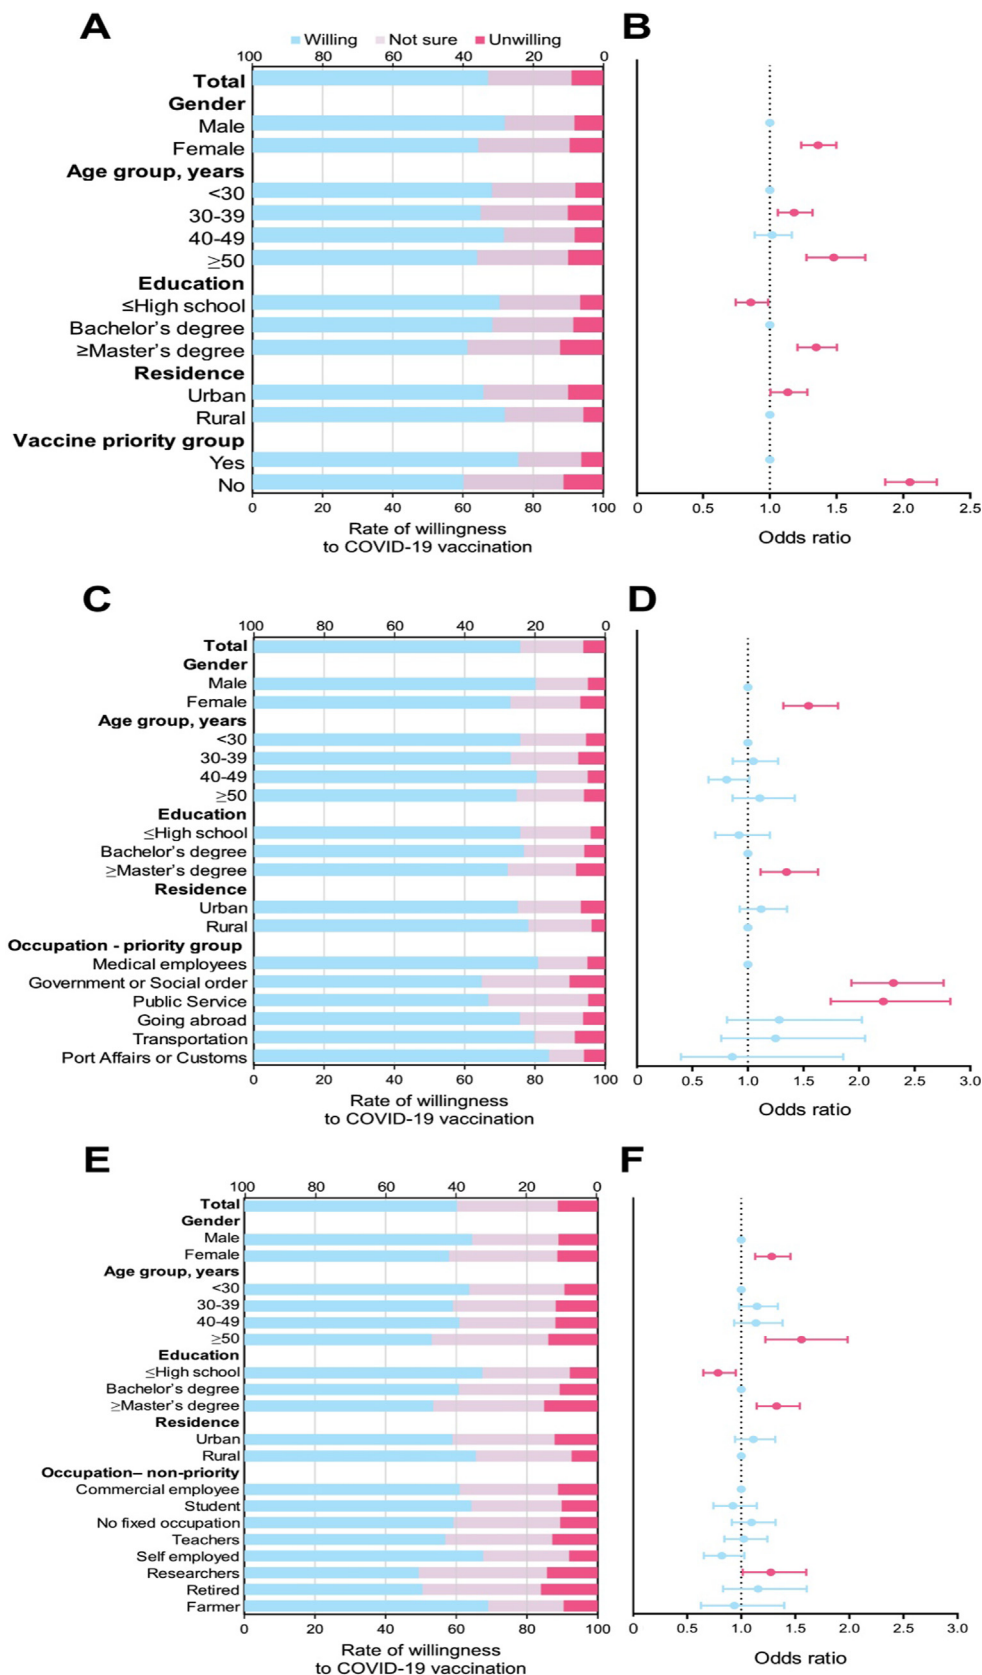 A
B
Willing Not sure Unwilling
100 80 60 40 20 0
Total
Gender
Male
Female
Age group, years
<30
30-39
40-49
≥50
Education
≤High school
Bachelor's degree
≥Master's degree
Residence
Urban
Rural
Vaccine priority group
Yes
No
0 20 40 60 80 100
Rate of willingness
to COVID-19 vaccination
0 0.5 1.0 1.5 2.0 2.5
Odds ratio
C
D
100 80 60 40 20 0
Total
Gender
Male
Female
Age group, years
<30
30-39
40-49
≥50
Education
≤High school
Bachelor's degree
≥Master's degree
Residence
Urban
Rural
Occupation - priority group
Medical employees
Government or Social order
Public Service
Going abroad
Transportation
Port Affairs or Customs
0 20 40 60 80 100
Rate of willingness
to COVID-19 vaccination
0 0.5 1.0 1.5 2.0 2.5 3.0
Odds ratio
E
F
100 80 60 40 20 0
Total
Gender
Male
Female
Age group, years
<30
30-39
40-49
≥50
Education
≤High school
Bachelor's degree
≥Master's degree
Residence
Urban
Rural
Occupation– non-priority
Commercial employee
Student
No fixed occupation
Teachers
Self employed
Researchers
Retired
Farmer
0 20 40 60 80 100
Rate of willingness
to COVID-19 vaccination
0 0.5 1.0 1.5 2.0 2.5 3.0
Odds ratio